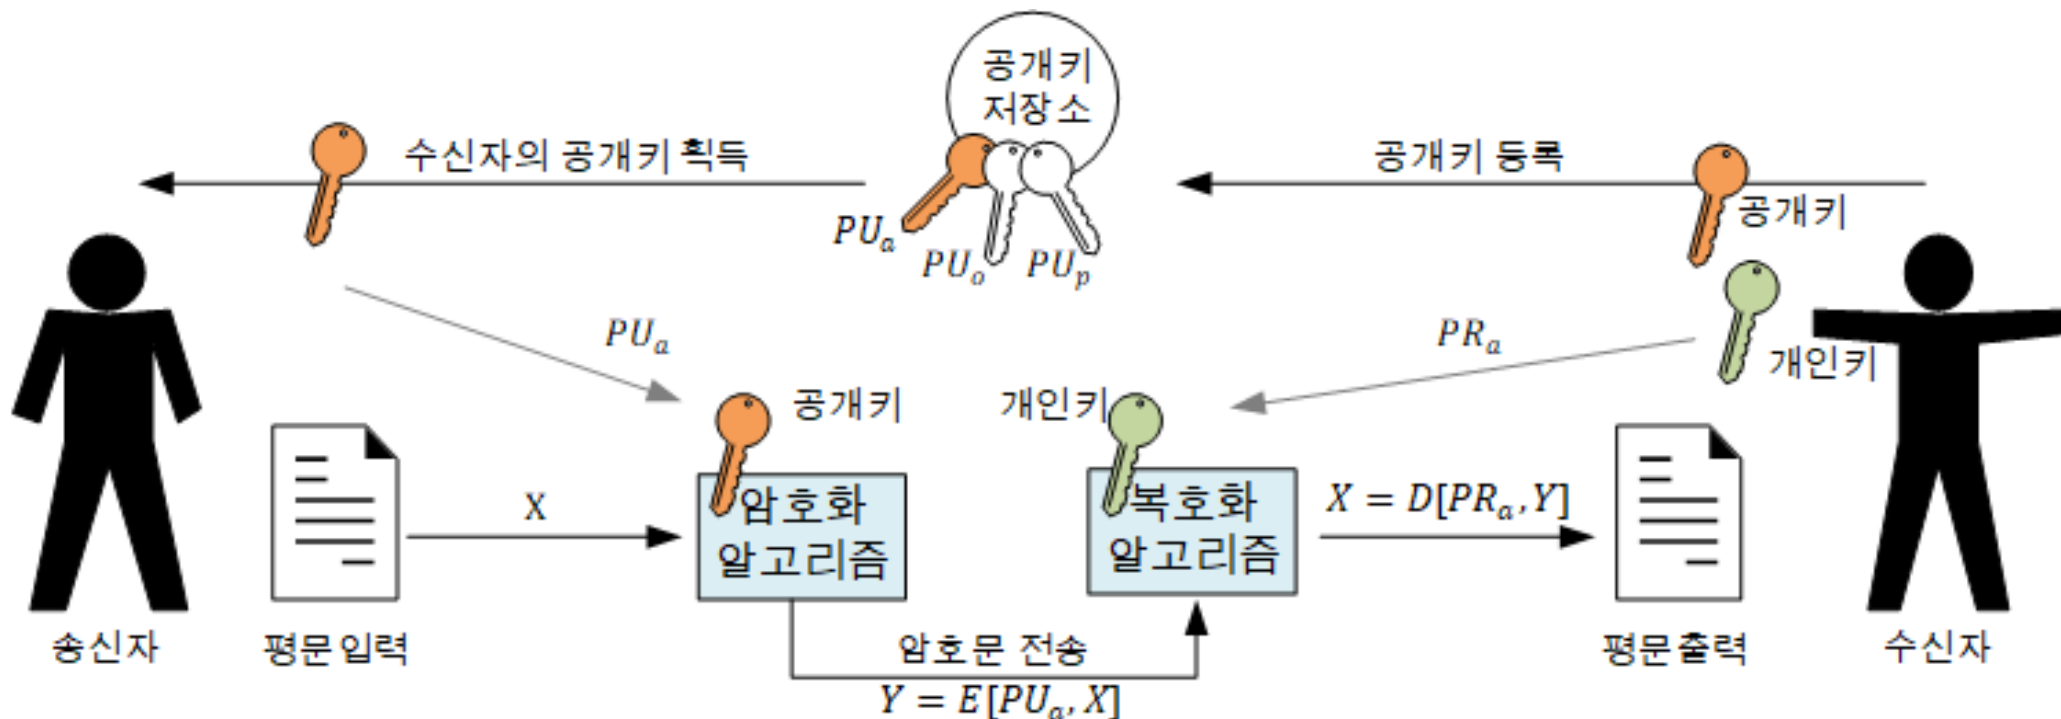 공개키
저장소
수신자의 공개키 획득
공개키 등록
공개키
PUₐ
PUₒ
PUₚ
개인키
PUₐ
PRₐ
공개키
개인키
암호화
알고리즘
복호화
알고리즘
X
X = D[PRₐ, Y]
송신자
평문입력
암호문 전송
Y = E[PUₐ, X]
평문출력
수신자